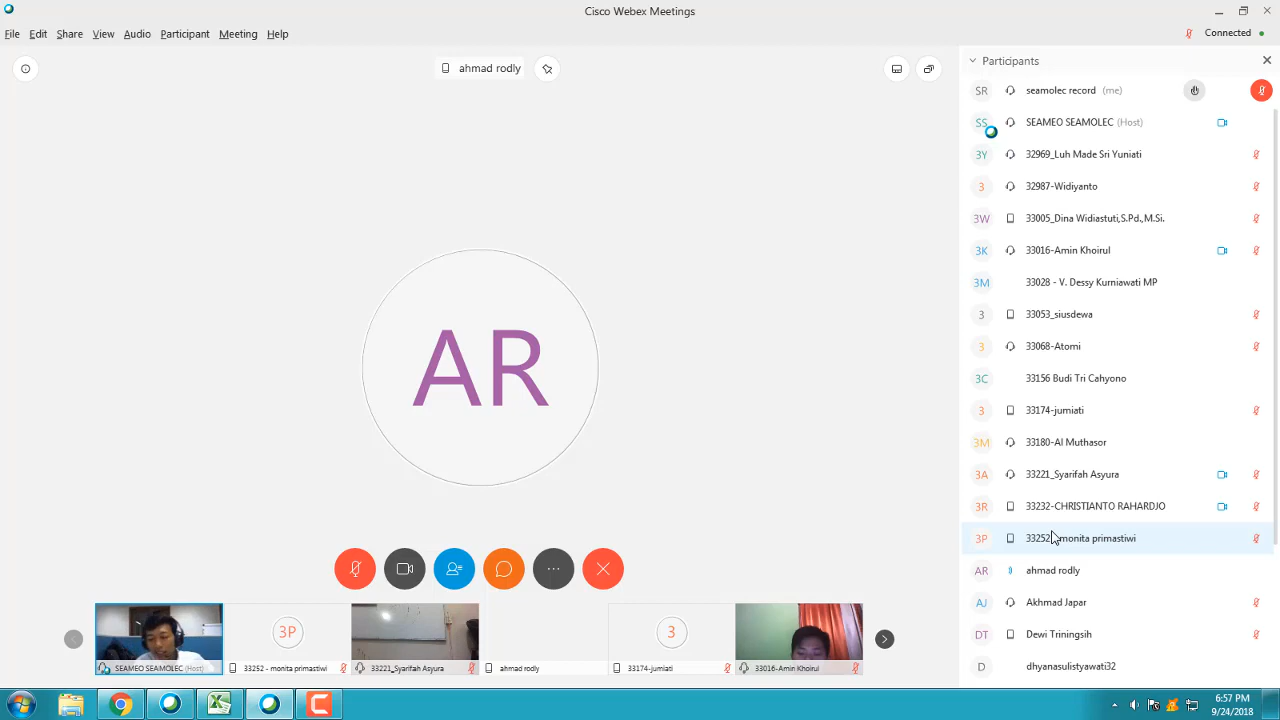 Cisco Webex Meetings
File Edit Share View Audio Participant Meeting Help
Connected
ahmad rodly
AR
Participants
SR seamolec record (me)
SS SEAMEO SEAMOLEC (Host)
3Y 32969_Luh Made Sri Yuniati
3 32987-Widiyanto
3W 33005_Dina Widiastuti,S.Pd.,M.Si.
3K 33016-Amin Khoirul
3M 33028 - V. Dessy Kurniawati MP
3 33053_siusdewa
3 33068-Atomi
3C 33156 Budi Tri Cahyono
3 33174-jumiati
3M 33180-Al Muthasor
3A 33221_Syarifah Asyura
3R 33232-CHRISTIANTO RAHARDJO
3P 33252 - monita primastiwi
AR ahmad rodly
AJ Akhmad Japar
DT Dewi Triningsih
D dhyanasulistyawati32
SEAMEO SEAMOLEC (Host)
3P
33252 - monita primastiwi
33221_Syarifah Asyura
ahmad rodly
3
33174-jumiati
33016-Amin Khoirul
6:57 PM
9/24/2018